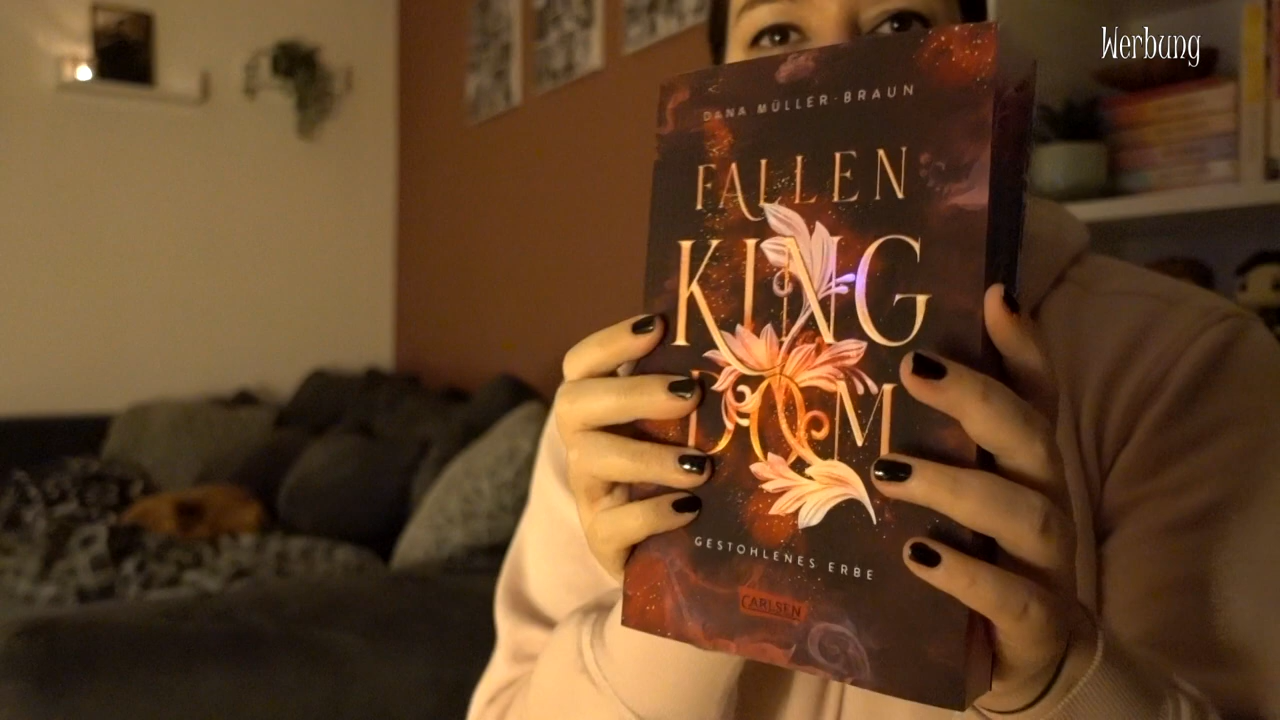 Werbung
DANA MÜLLER-BRAUN
FALLEN
KING
DOM
GESTOHLENES ERBE
CARLSEN